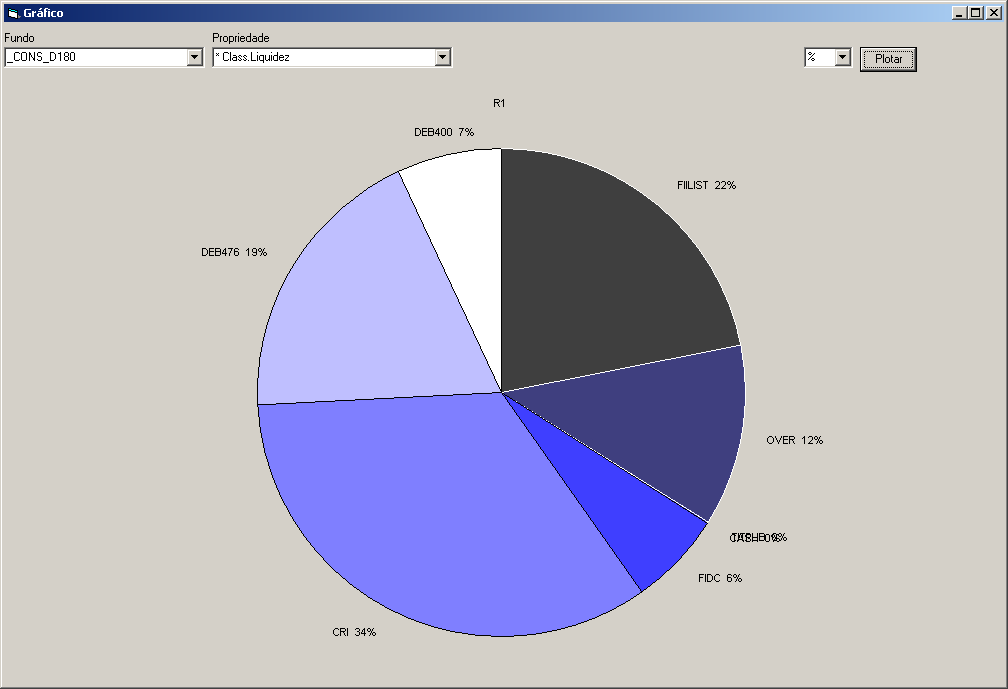 Gráfico
Fundo
Propriedade
_CONS_D180
* Class.Liquidez
%
Plotar
R1
DEB400 7%
FIILIST 22%
DEB476 19%
OVER 12%
FIDC 6%
CRI 34%